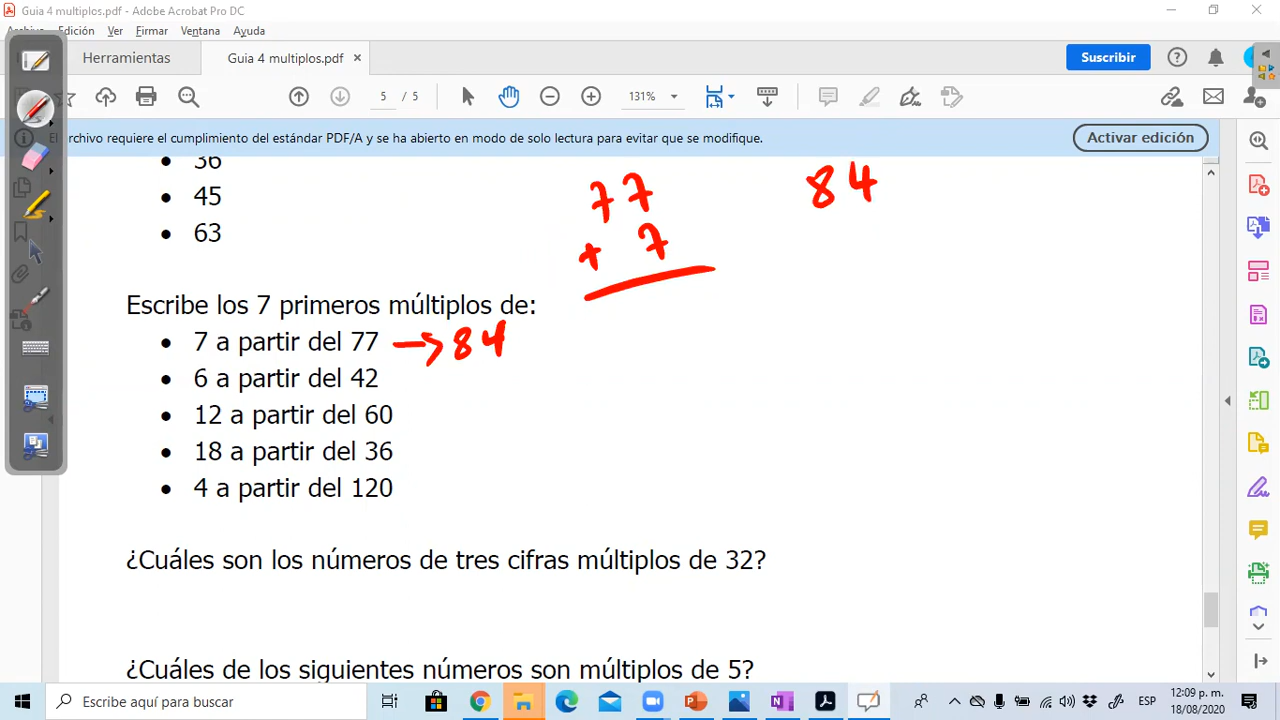 Guia 4 multiplos.pdf - Adobe Acrobat Pro DC
Archivo Edición Ver Firmar Ventana Ayuda
Herramientas Guia 4 multiplos.pdf × Suscribir
5 / 5 131%
El archivo requiere el cumplimiento del estándar PDF/A y se ha abierto en modo de solo lectura para evitar que se modifique. Activar edición
36
45
63
77
+ 7
84
Escribe los 7 primeros múltiplos de:
7 a partir del 77 → 84
6 a partir del 42
12 a partir del 60
18 a partir del 36
4 a partir del 120
¿Cuáles son los números de tres cifras múltiplos de 32?
¿Cuáles de los siguientes números son múltiplos de 5?
Escribe aquí para buscar
ESP
12:09 p. m.
18/08/2020